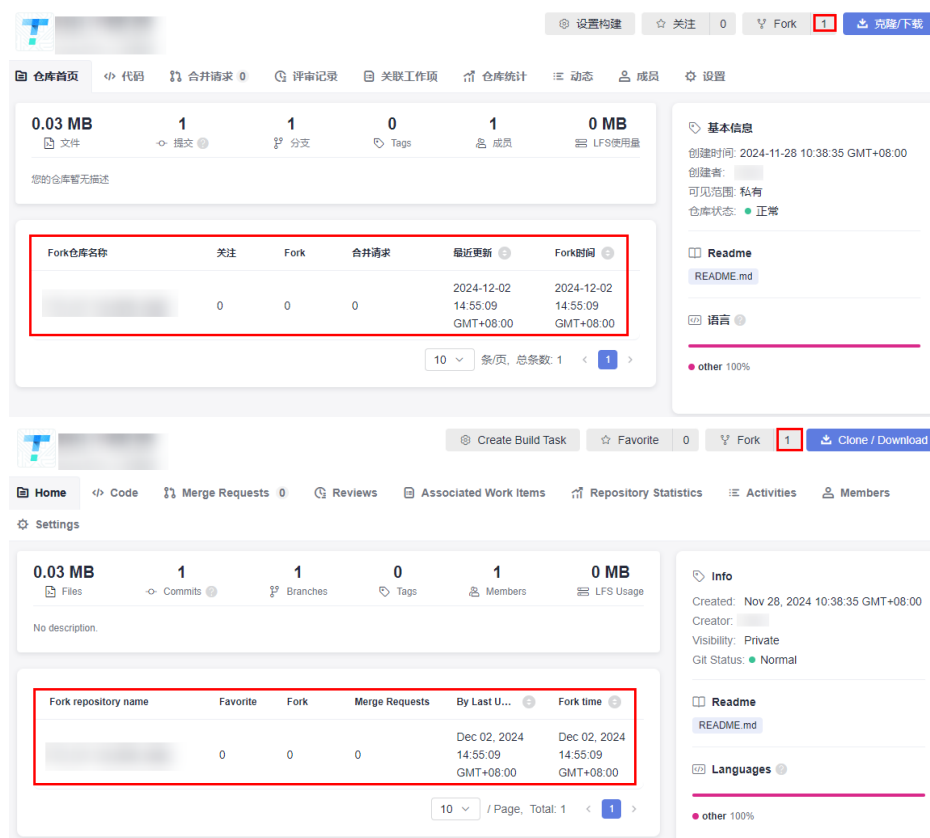 设置构建 关注 0 Fork 1 克隆/下载
仓库首页 代码 合并请求 0 评审记录 关联工作项 仓库统计 动态 成员 设置
0.03 MB 1 1 0 1 0 MB
文件 提交 分支 Tags 成员 LFS使用量
您的仓库暂无描述
基本信息
创建时间: 2024-11-28 10:38:35 GMT+08:00
创建者:
可见范围: 私有
仓库状态: 正常
Readme
README.md
语言
other 100%
Fork仓库名称 关注 Fork 合并请求 最近更新 Fork时间
0 0 0 2024-12-02 14:55:09 GMT+08:00 2024-12-02 14:55:09 GMT+08:00
10 条/页, 总条数: 1 1
Create Build Task Favorite 0 Fork 1 Clone / Download
Home Code Merge Requests 0 Reviews Associated Work Items Repository Statistics Activities Members
Settings
0.03 MB 1 1 0 1 0 MB
Files Commits Branches Tags Members LFS Usage
No description.
Info
Created: Nov 28, 2024 10:38:35 GMT+08:00
Creator:
Visibility: Private
Git Status: Normal
Readme
README.md
Languages
other 100%
Fork repository name Favorite Fork Merge Requests By Last U... Fork time
0 0 0 Dec 02, 2024 14:55:09 GMT+08:00 Dec 02, 2024 14:55:09 GMT+08:00
10 / Page, Total: 1 1